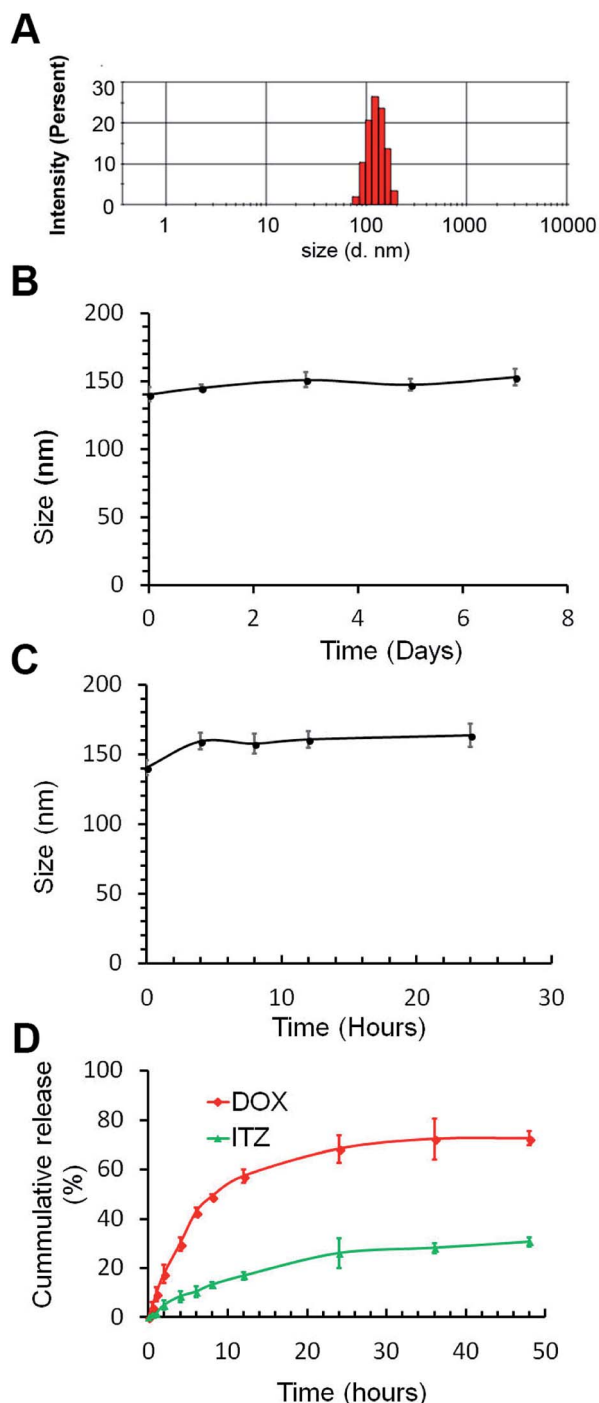 A
Intensity (Persent)
30
20
10
0
1 10 100 1000 10000
size (d. nm)
B
Size (nm)
200
150
100
50
0
0 2 4 6 8
Time (Days)
C
Size (nm)
200
150
100
50
0
0 10 20 30
Time (Hours)
D
Cummulative release
(%)
100
80
60
40
20
0
DOX
ITZ
0 10 20 30 40 50
Time (hours)